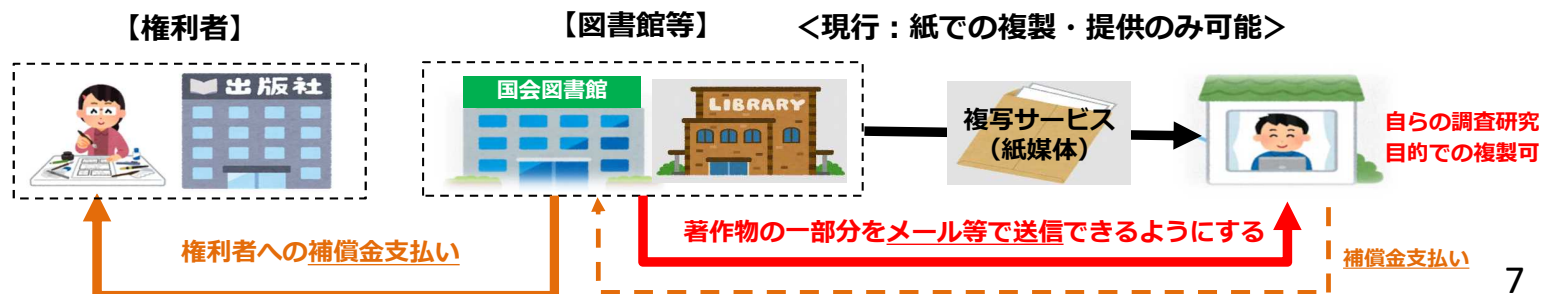 【権利者】
【図書館等】
<現行：紙での複製・提供のみ可能>
出版社
国会図書館
LIBRARY
複写サービス
（紙媒体）
自らの調査研究
目的での複製可
著作物の一部分をメール等で送信できるようにする
権利者への補償金支払い
補償金支払い
7